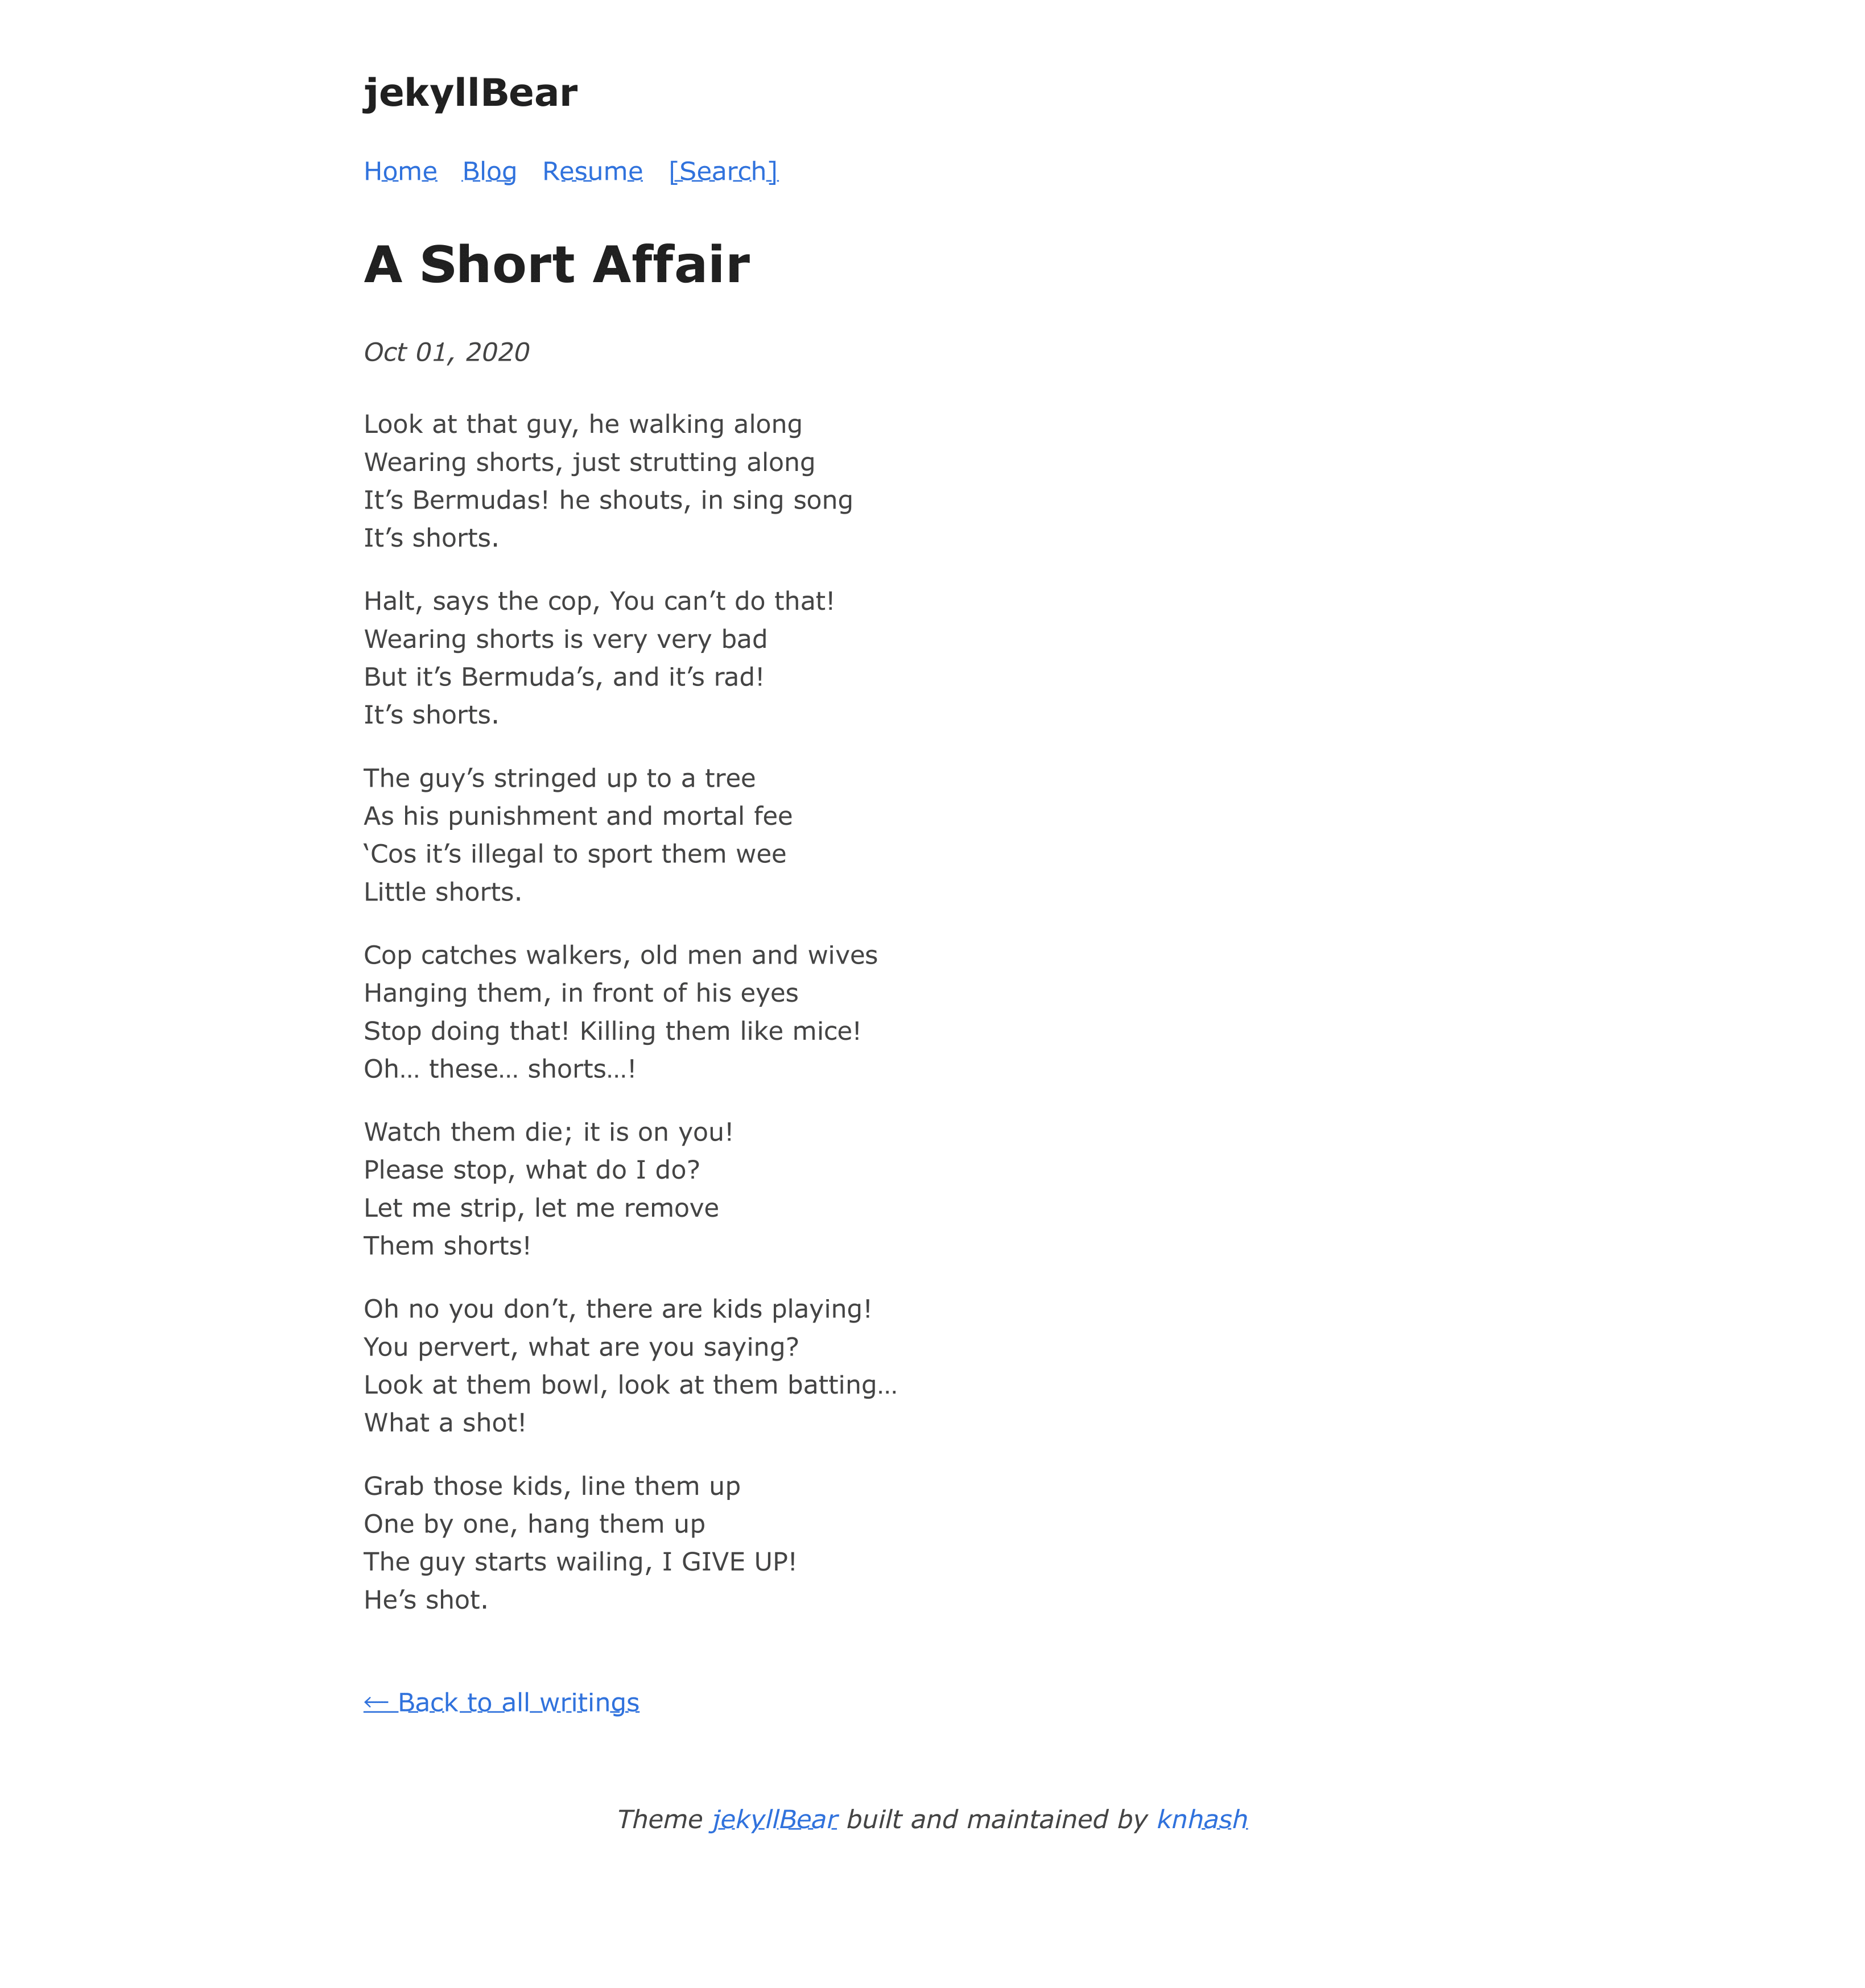 jekyllBear
Home Blog Resume [Search]
A Short Affair
Oct 01, 2020
Look at that guy, he walking along
Wearing shorts, just strutting along
It’s Bermudas! he shouts, in sing song
It’s shorts.
Halt, says the cop, You can’t do that!
Wearing shorts is very very bad
But it’s Bermuda’s, and it’s rad!
It’s shorts.
The guy’s stringed up to a tree
As his punishment and mortal fee
‘Cos it’s illegal to sport them wee
Little shorts.
Cop catches walkers, old men and wives
Hanging them, in front of his eyes
Stop doing that! Killing them like mice!
Oh… these… shorts…!
Watch them die; it is on you!
Please stop, what do I do?
Let me strip, let me remove
Them shorts!
Oh no you don’t, there are kids playing!
You pervert, what are you saying?
Look at them bowl, look at them batting…
What a shot!
Grab those kids, line them up
One by one, hang them up
The guy starts wailing, I GIVE UP!
He’s shot.
⟵ Back to all writings
Theme jekyllBear built and maintained by knhash